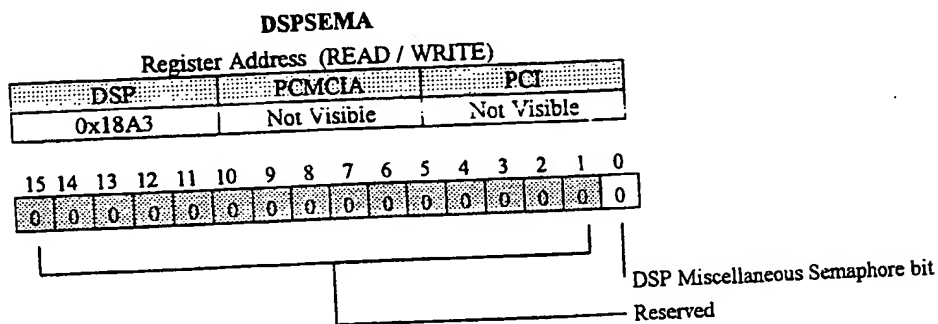 DSPSEMA
Register Address (READ / WRITE)
DSP PCMCIA PCI
0x18A3 Not Visible Not Visible
15 14 13 12 11 10 9 8 7 6 5 4 3 2 1 0
0 0 0 0 0 0 0 0 0 0 0 0 0 0 0 0
DSP Miscellaneous Semaphore bit
Reserved